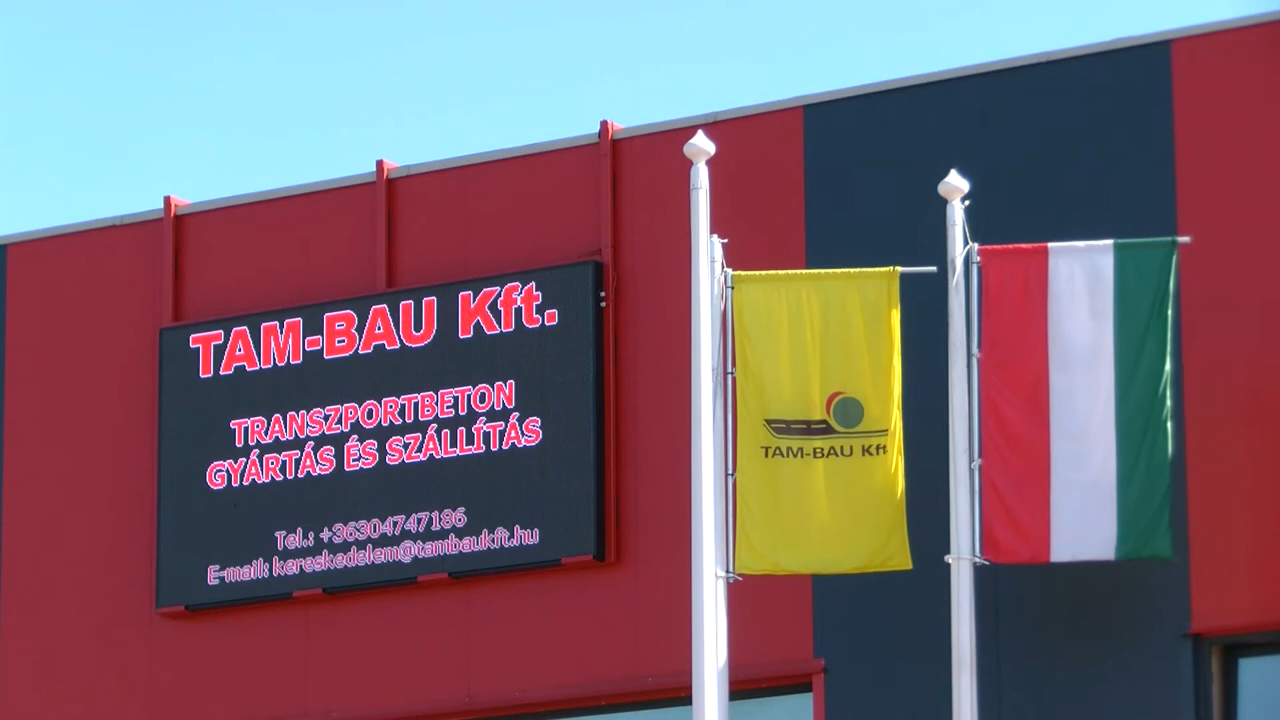 TAM-BAU Kft.
TRANSZPORTBETON
GYÁRTÁS ÉS SZÁLLÍTÁS
Tel.: +36304747186
E-mail: kereskedelem@tambaukft.hu
TAM-BAU Kft